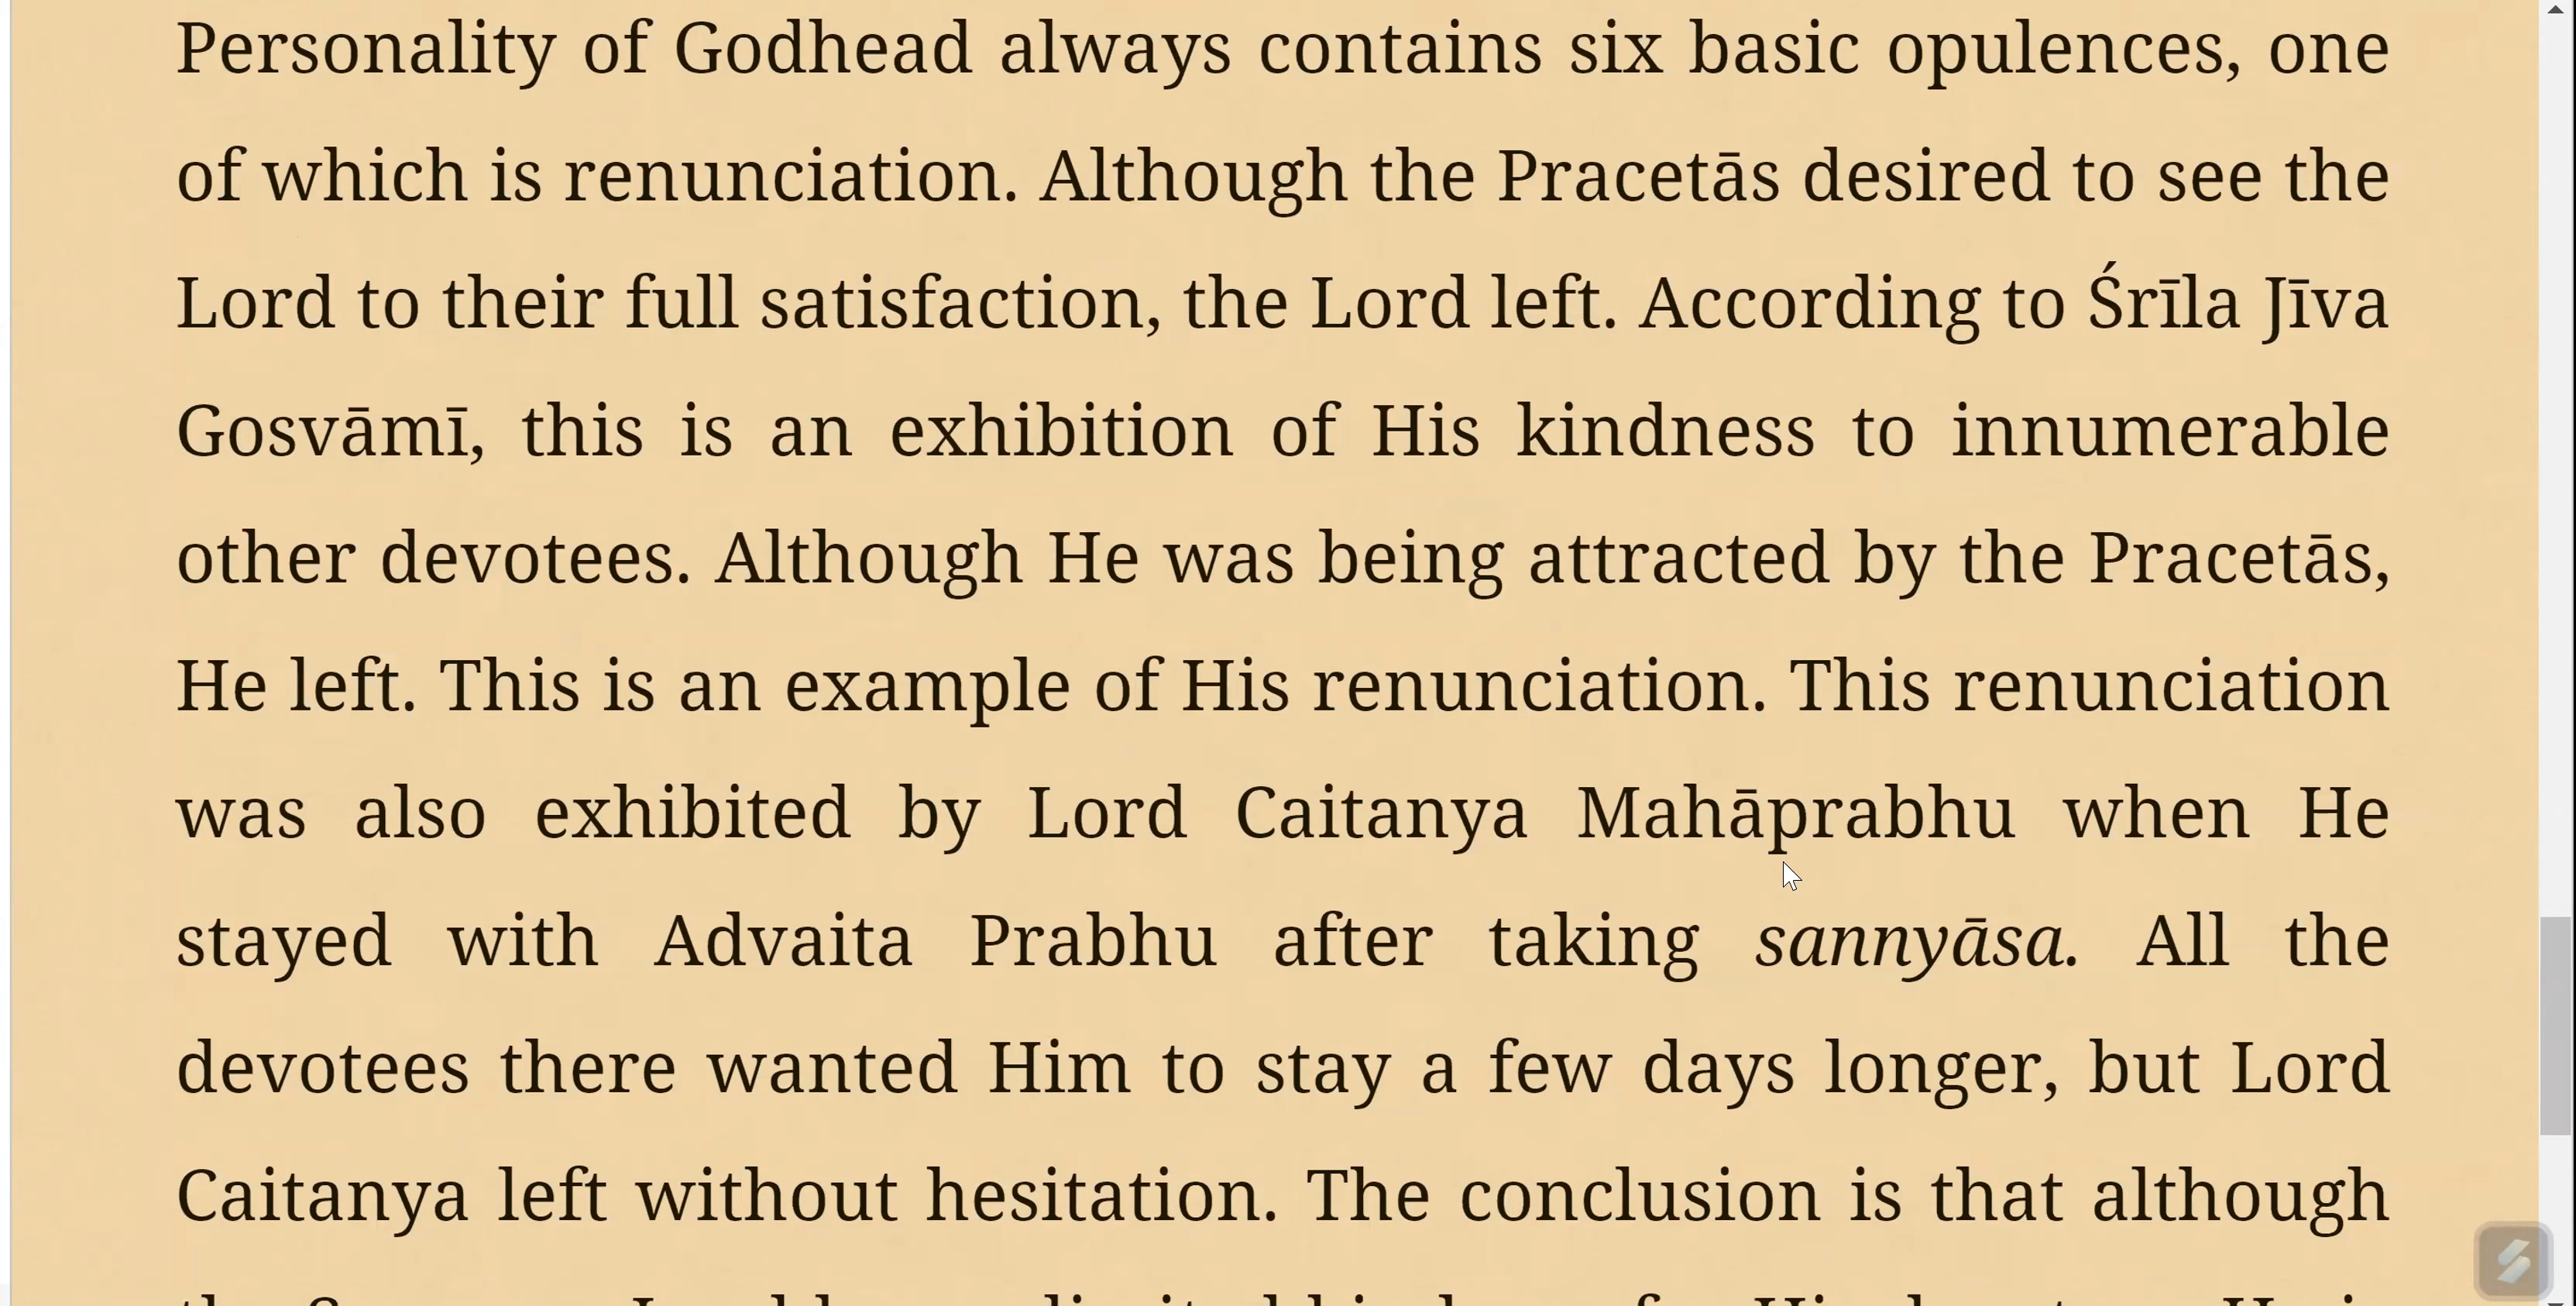 Personality of Godhead always contains six basic opulences, one
of which is renunciation. Although the Pracetās desired to see the
Lord to their full satisfaction, the Lord left. According to Śrīla Jīva
Gosvāmī, this is an exhibition of His kindness to innumerable
other devotees. Although He was being attracted by the Pracetās,
He left. This is an example of His renunciation. This renunciation
was also exhibited by Lord Caitanya Mahāprabhu when He
stayed with Advaita Prabhu after taking sannyāsa. All the
devotees there wanted Him to stay a few days longer, but Lord
Caitanya left without hesitation. The conclusion is that although